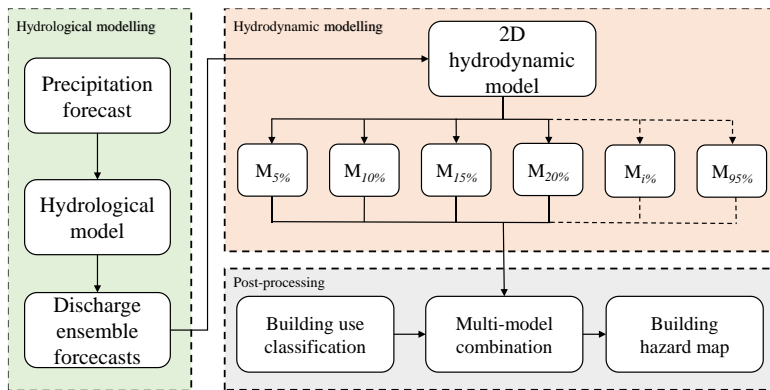 Hydrological modelling
Precipitation
forecast
Hydrological
model
Discharge
ensemble
forcecasts
Hydrodynamic modelling
2D
hydrodynamic
model
M5%
M10%
M15%
M20%
Mi%
M95%
Post-processing
Building use
classification
Multi-model
combination
Building
hazard map